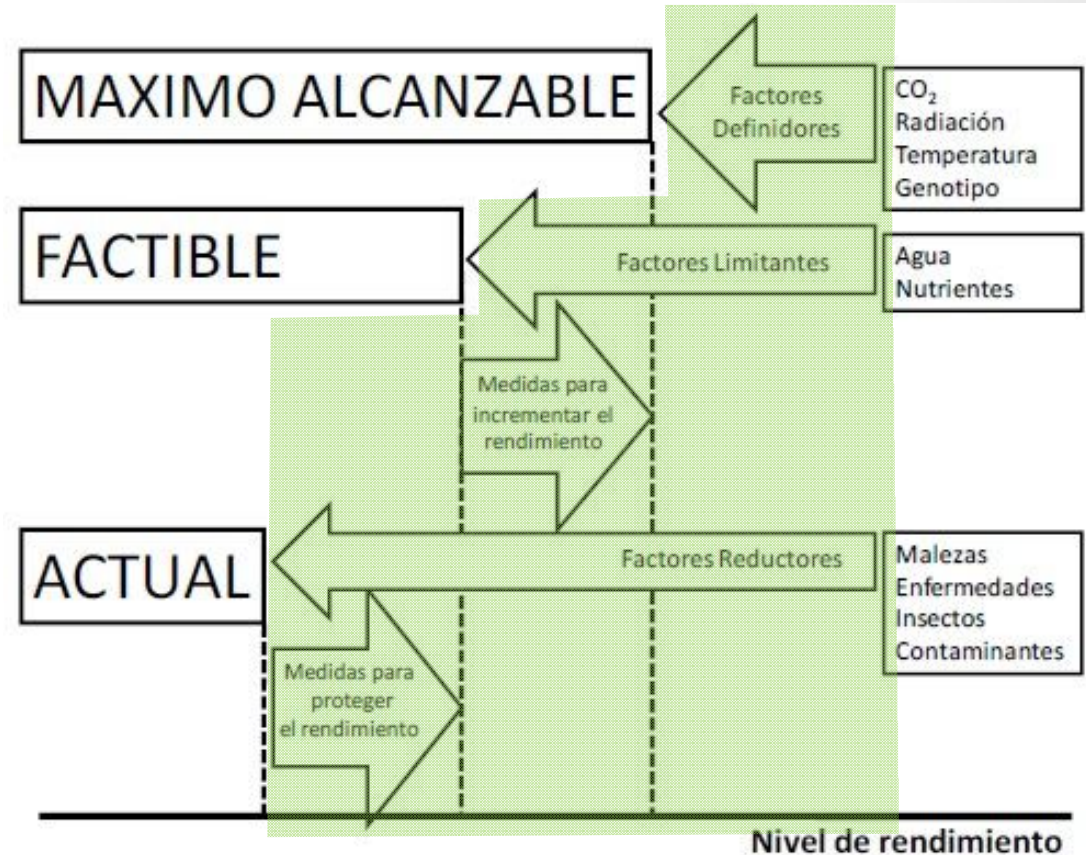 MAXIMO ALCANZABLE
Factores
Definidores
CO₂
Radiación
Temperatura
Genotipo
FACTIBLE
Factores Limitantes
Agua
Nutrientes
Medidas para
incrementar el
rendimiento
ACTUAL
Factores Reductores
Malezas
Enfermedades
Insectos
Contaminantes
Medidas para
proteger
el rendimiento
Nivel de rendimiento